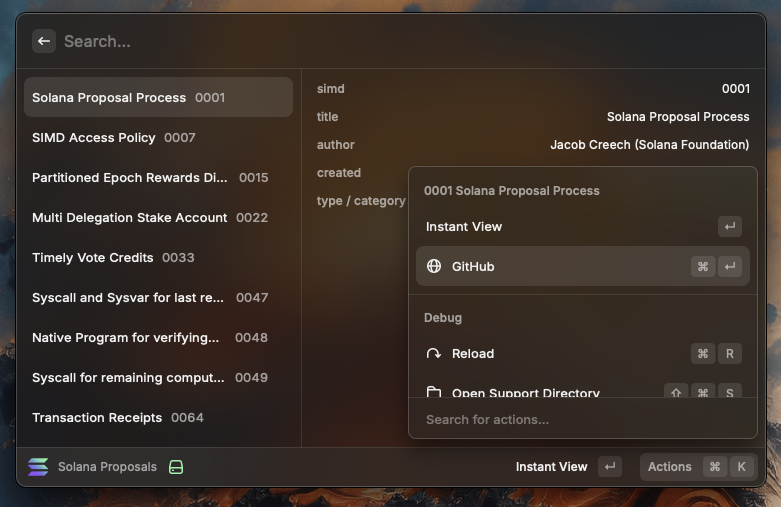 Search...
Solana Proposal Process 0001
SIMD Access Policy 0007
Partitioned Epoch Rewards Di... 0015
Multi Delegation Stake Account 0022
Timely Vote Credits 0033
Syscall and Sysvar for last re... 0047
Native Program for verifying... 0048
Syscall for remaining comput... 0049
Transaction Receipts 0064
simd 0001
title Solana Proposal Process
author Jacob Creech (Solana Foundation)
created
type / category
0001 Solana Proposal Process
Instant View ↵
GitHub ⌘ ↵
Debug
Reload ⌘ R
Open Support Directory ⇧ ⌘ S
Search for actions...
Solana Proposals
Instant View ↵
Actions ⌘ K